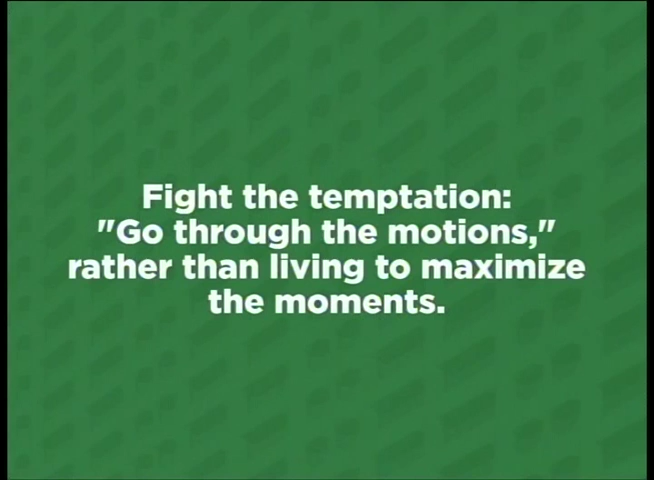 Fight the temptation:
"Go through the motions,"
rather than living to maximize
the moments.